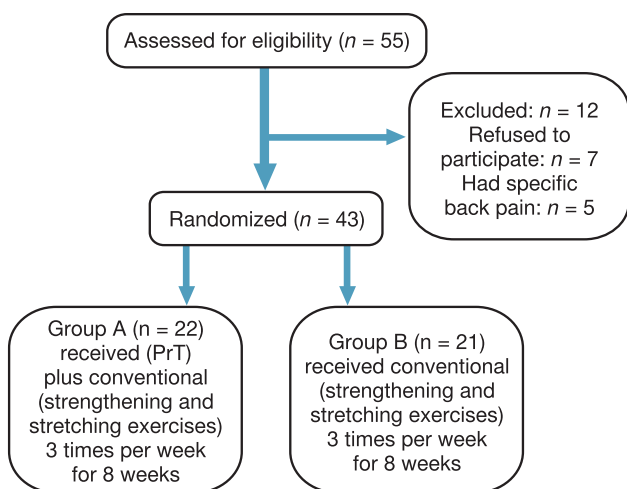 Assessed for eligibility (n = 55)
Excluded: n = 12
Refused to
participate: n = 7
Had specific
back pain: n = 5
Randomized (n = 43)
Group A (n = 22)
received (PrT)
plus conventional
(strengthening and
stretching exercises)
3 times per week
for 8 weeks
Group B (n = 21)
received conventional
(strengthening and
stretching exercises)
3 times per week
for 8 weeks